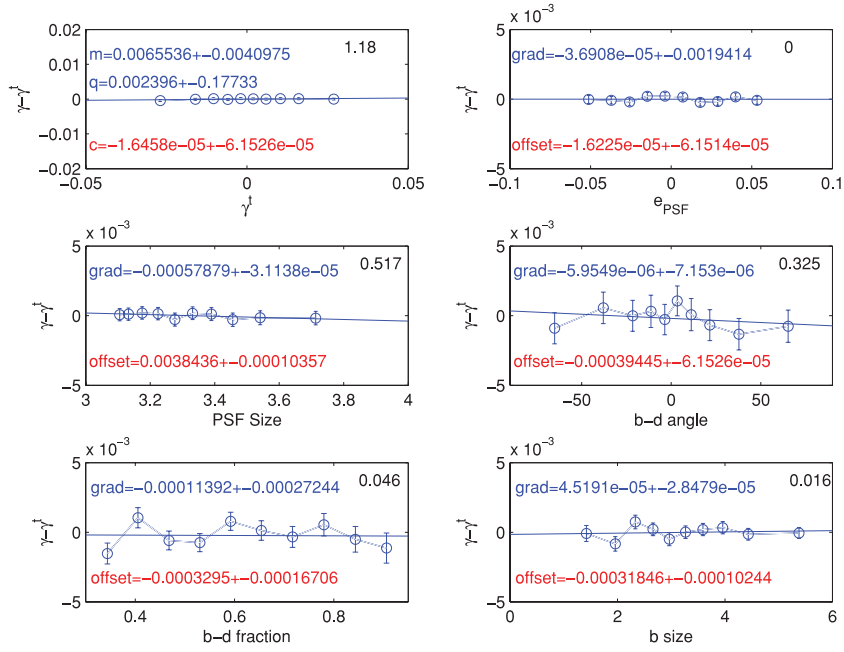 0.02
0.01
0
−0.01
−0.02
γ−γᵗ
m=0.0065536+−0.0040975
1.18
q=0.002396+−0.17733
c=−1.6458e−05+−6.1526e−05
−0.05
0
0.05
γᵗ
x 10⁻³
5
0
−5
γ−γᵗ
grad=−3.6908e−05+−0.0019414
0
offset=−1.6225e−05+−6.1514e−05
−0.1
−0.05
0
0.05
0.1
e_PSF
x 10⁻³
5
0
−5
γ−γᵗ
grad=−0.00057879+−3.1138e−05
0.517
offset=0.0038436+−0.00010357
3
3.2
3.4
3.6
3.8
4
PSF Size
x 10⁻³
5
0
−5
γ−γᵗ
grad=−5.9549e−06+−7.153e−06
0.325
offset=−0.00039445+−6.1526e−05
−50
0
50
b−d angle
x 10⁻³
5
0
−5
γ−γᵗ
grad=−0.00011392+−0.00027244
0.046
offset=−0.0003295+−0.00016706
0.4
0.6
0.8
b−d fraction
x 10⁻³
5
0
−5
γ−γᵗ
grad=4.5191e−05+−2.8479e−05
0.016
offset=−0.00031846+−0.00010244
0
2
4
6
b size